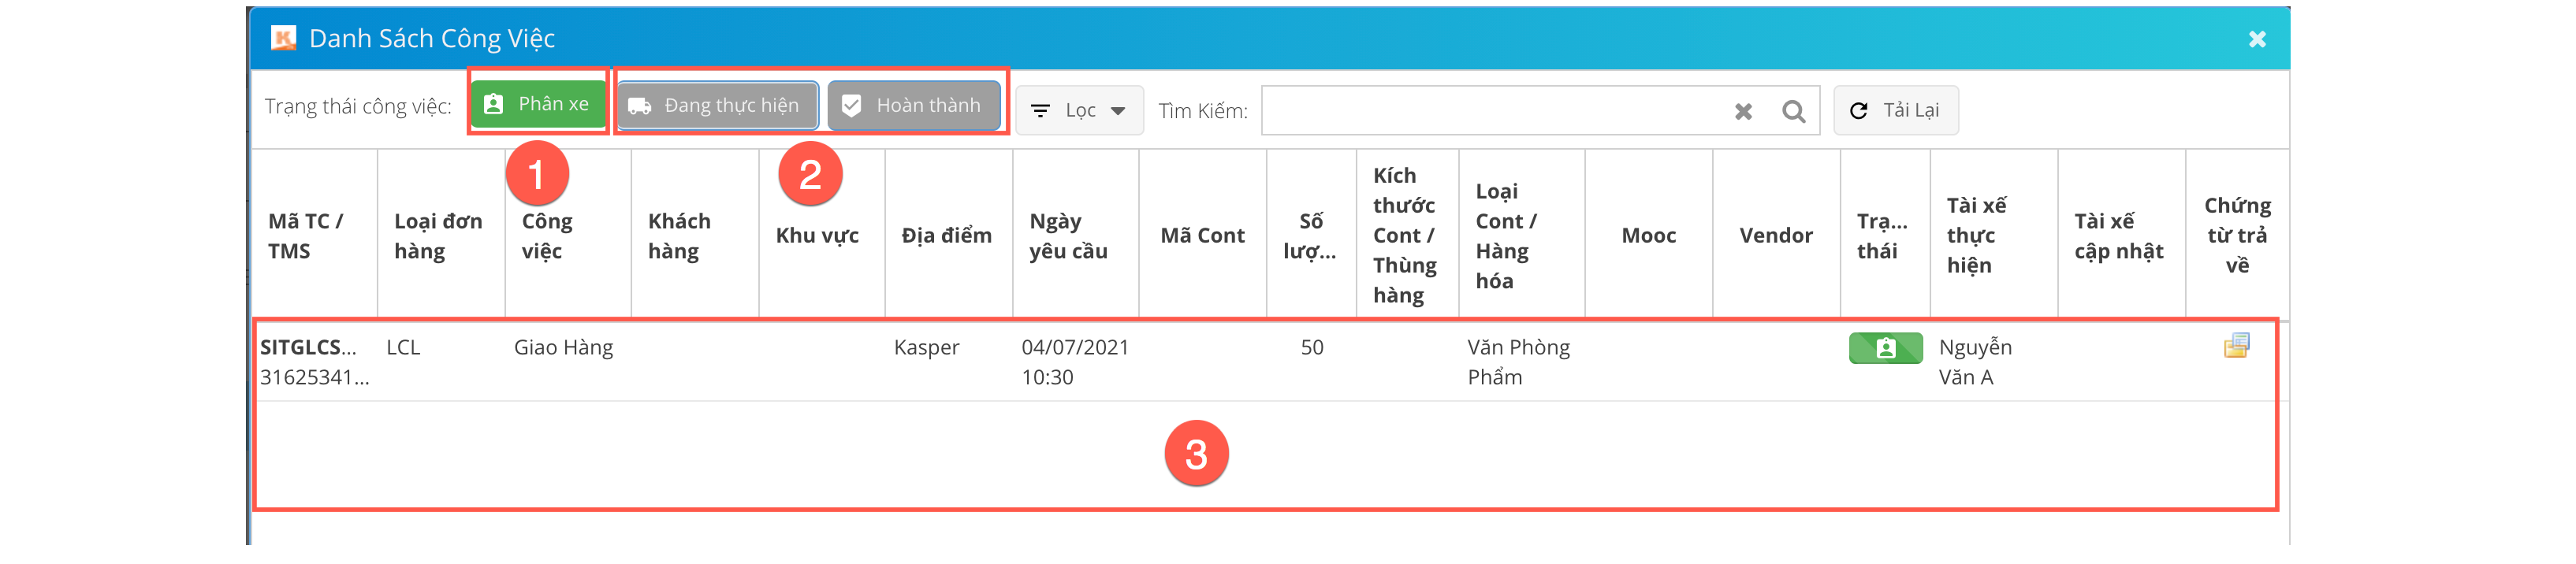 Danh Sách Công Việc
Trạng thái công việc: Phân xe Đang thực hiện Hoàn thành Lọc Tìm Kiếm: Tải Lại
1
2
Mã TC /
TMS
Loại đơn
hàng
Công
việc
Khách
hàng
Khu vực
Địa điểm
Ngày
yêu cầu
Mã Cont
Số
lượ...
Kích
thước
Cont /
Thùng
hàng
Loại
Cont /
Hàng
hóa
Mooc
Vendor
Trạ...
thái
Tài xế
thực
hiện
Tài xế
cập nhật
Chứng
từ trả
về
SITGLCS...
31625341...
LCL
Giao Hàng
Kasper
04/07/2021
10:30
50
Văn Phòng
Phẩm
Nguyễn
Văn A
3